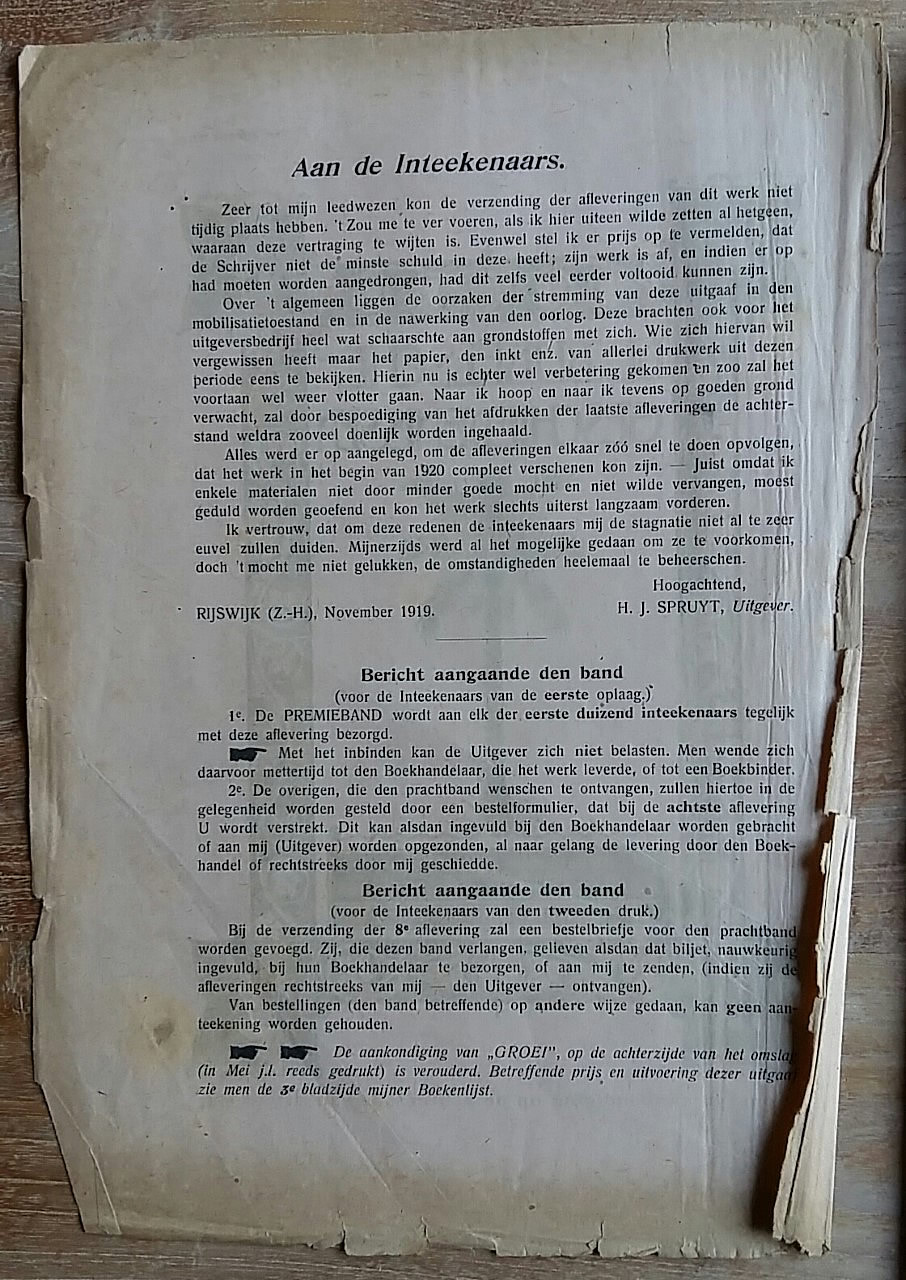 Aan de Inteekenaars.
Zeer tot mijn leedwezen kon de verzending der afleveringen van dit werk niet
tijdig plaats hebben. 't Zou me te ver voeren, als ik hier uiteen wilde zetten al hetgeen,
waaraan deze vertraging te wijten is. Evenwel stel ik er prijs op te vermelden, dat
de Schrijver niet de minste schuld in deze heeft; zijn werk is af, en indien er op
had moeten worden aangedrongen, had dit zelfs veel eerder voltooid kunnen zijn.
Over 't algemeen liggen de oorzaken der stremming van deze uitgaaf in den
mobilisatietoestand en in de nawerking van den oorlog. Deze brachten ook voor het
uitgeversbedrijf heel wat schaarschte aan grondstoffen met zich. Wie zich hiervan wil
vergewissen heeft maar het papier, den inkt enz. van allerlei drukwerk uit dezen
periode eens te bekijken. Hierin nu is echter wel verbetering gekomen en zoo zal het
voortaan wel weer vlotter gaan. Naar ik hoop en naar ik tevens op goeden grond
verwacht, zal door bespoediging van het afdrukken der laatste afleveringen de achter-
stand weldra zooveel doenlijk worden ingehaald.
Alles werd er op aangelegd, om de afleveringen elkaar zóó snel te doen opvolgen,
dat het werk in het begin van 1920 compleet verschenen kon zijn. — Juist omdat ik
enkele materialen niet door minder goede mocht en niet wilde vervangen, moest
geduld worden geoefend en kon het werk slechts uiterst langzaam vorderen.
Ik vertrouw, dat om deze redenen de inteekenaars mij de stagnatie niet al te zeer
euvel zullen duiden. Mijnerzijds werd al het mogelijke gedaan om ze te voorkomen,
doch 't mocht me niet gelukken, de omstandigheden heelemaal te beheerschen.
Hoogachtend,
RIJSWIJK (Z.-H.), November 1919. H. J. SPRUYT, Uitgever.
Bericht aangaande den band
(voor de Inteekenaars van de eerste oplaag.)
1e. De PREMIEBAND wordt aan elk der eerste duizend inteekenaars tegelijk
met deze aflevering bezorgd.
Met het inbinden kan de Uitgever zich niet belasten. Men wende zich
daarvoor mettertijd tot den Boekhandelaar, die het werk leverde, of tot een Boekbinder.
2e. De overigen, die den prachtband wenschen te ontvangen, zullen hiertoe in de
gelegenheid worden gesteld door een bestelformulier, dat bij de achtste aflevering
U wordt verstrekt. Dit kan alsdan ingevuld bij den Boekhandelaar worden gebracht
of aan mij (Uitgever) worden opgezonden, al naar gelang de levering door den Boek-
handel of rechtstreeks door mij geschiedde.
Bericht aangaande den band
(voor de Inteekenaars van den tweeden druk.)
Bij de verzending der 8e aflevering zal een bestelbriefje voor den prachtband
worden gevoegd. Zij, die dezen band verlangen, gelieven alsdan dat biljet, nauwkeurig
ingevuld, bij hun Boekhandelaar te bezorgen, of aan mij te zenden, (indien zij de
afleveringen rechtstreeks van mij — den Uitgever — ontvangen).
Van bestellingen (den band betreffende) op andere wijze gedaan, kan geen aan-
teekening worden gehouden.
De aankondiging van „GROEI", op de achterzijde van het omsla
(in Mei j.l. reeds gedrukt) is verouderd. Betreffende prijs en uitvoering dezer uitgaa
zie men de 3e bladzijde mijner Boekenlijst.